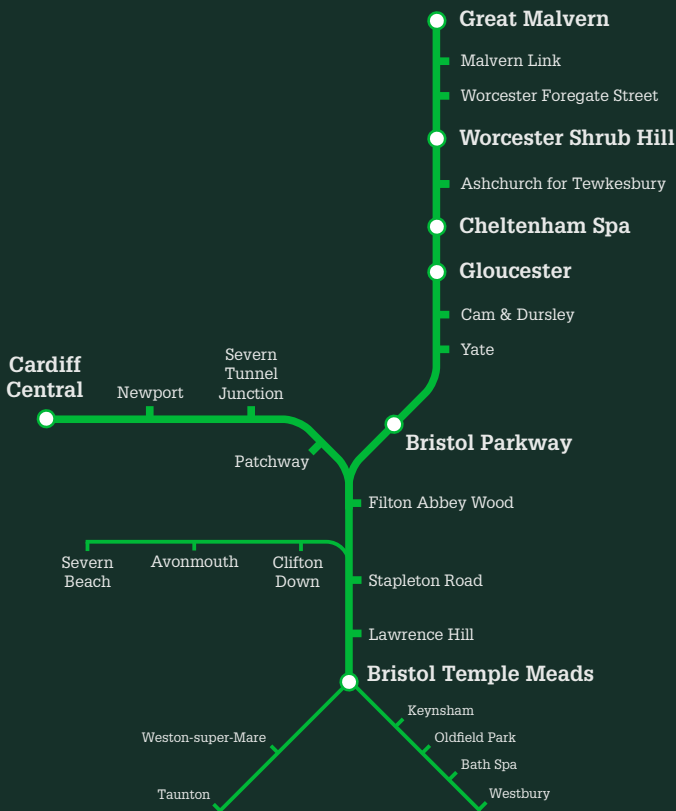 Great Malvern
Malvern Link
Worcester Foregate Street
Worcester Shrub Hill
Ashchurch for Tewkesbury
Cheltenham Spa
Gloucester
Cam & Dursley
Yate
Cardiff
Central
Newport
Severn
Tunnel
Junction
Patchway
Bristol Parkway
Filton Abbey Wood
Severn
Beach
Avonmouth
Clifton
Down
Stapleton Road
Lawrence Hill
Bristol Temple Meads
Keynsham
Weston-super-Mare
Oldfield Park
Bath Spa
Taunton
Westbury